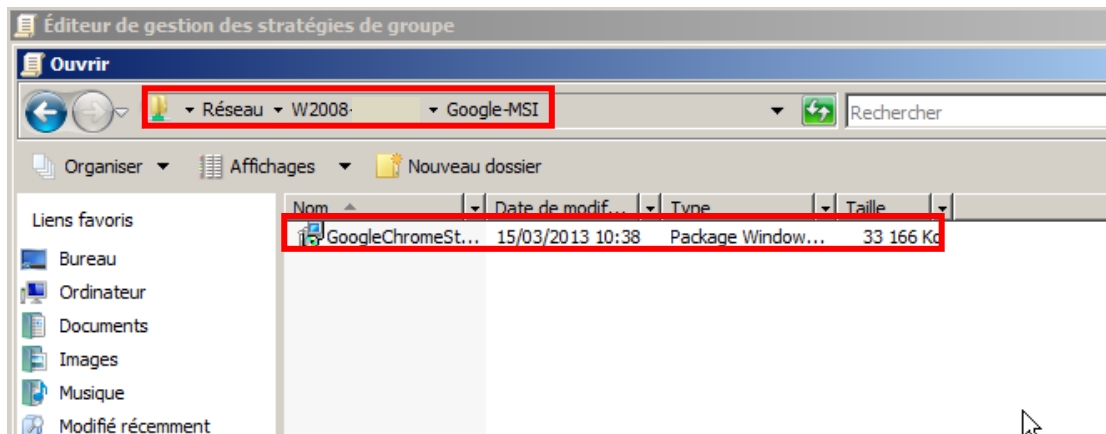 Éditeur de gestion des stratégies de groupe
Ouvrir
Réseau W2008- Google-MSI Rechercher
Organiser Affichages Nouveau dossier
Liens favoris Nom Date de modif... Type Taille
GoogleChromeSt... 15/03/2013 10:38 Package Window... 33 166 Ko
Bureau
Ordinateur
Documents
Images
Musique
Modifié récemment